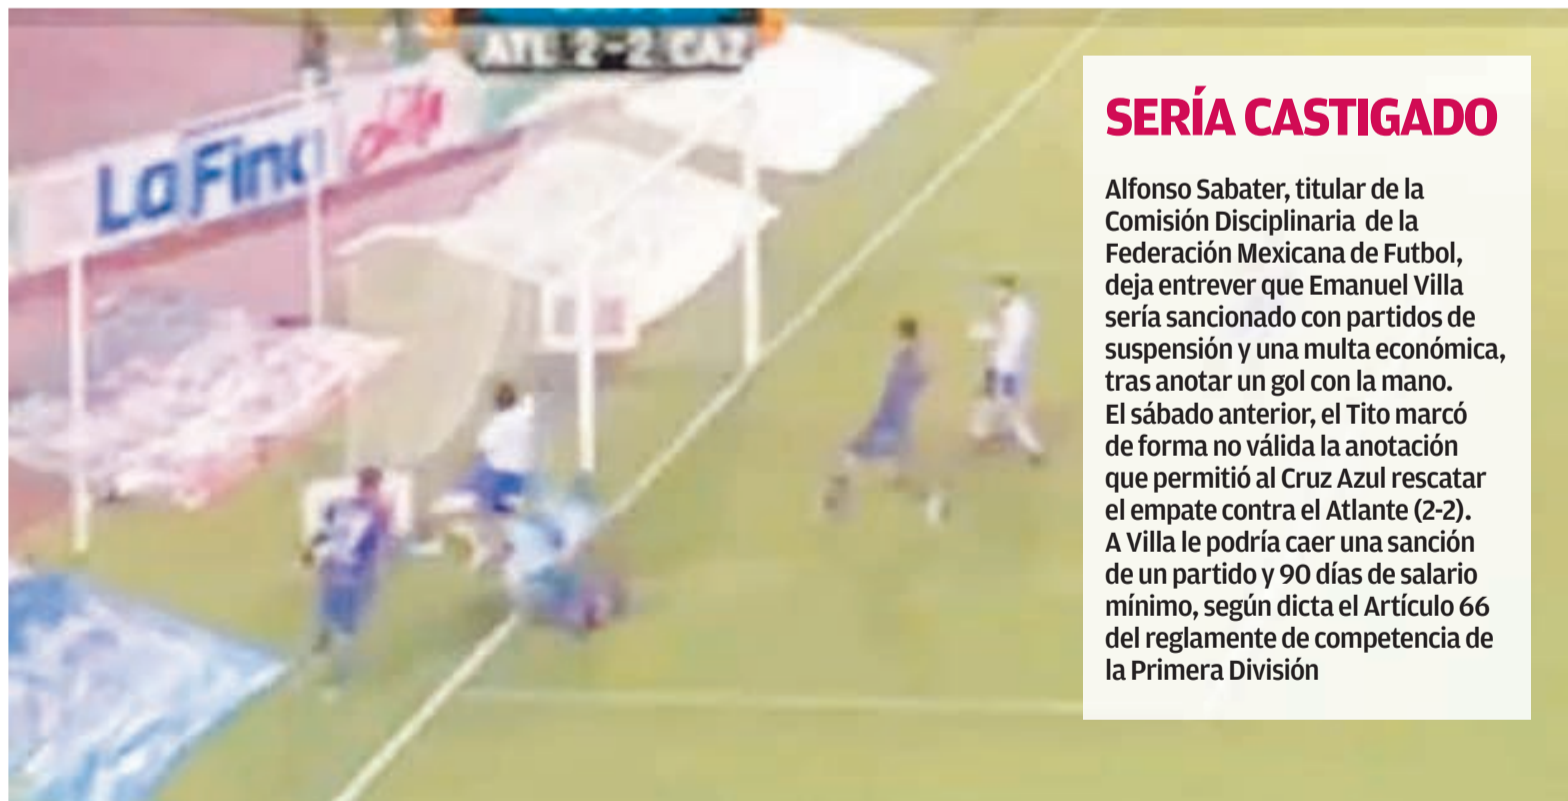 ATL 2-2 CAZ
La Fina
SERÍA CASTIGADO
Alfonso Sabater, titular de la
Comisión Disciplinaria de la
Federación Mexicana de Futbol,
deja entrever que Emanuel Villa
sería sancionado con partidos de
suspensión y una multa económica,
tras anotar un gol con la mano.
El sábado anterior, el Tito marcó
de forma no válida la anotación
que permitió al Cruz Azul rescatar
el empate contra el Atlante (2-2).
A Villa le podría caer una sanción
de un partido y 90 días de salario
mínimo, según dicta el Artículo 66
del reglamente de competencia de
la Primera División